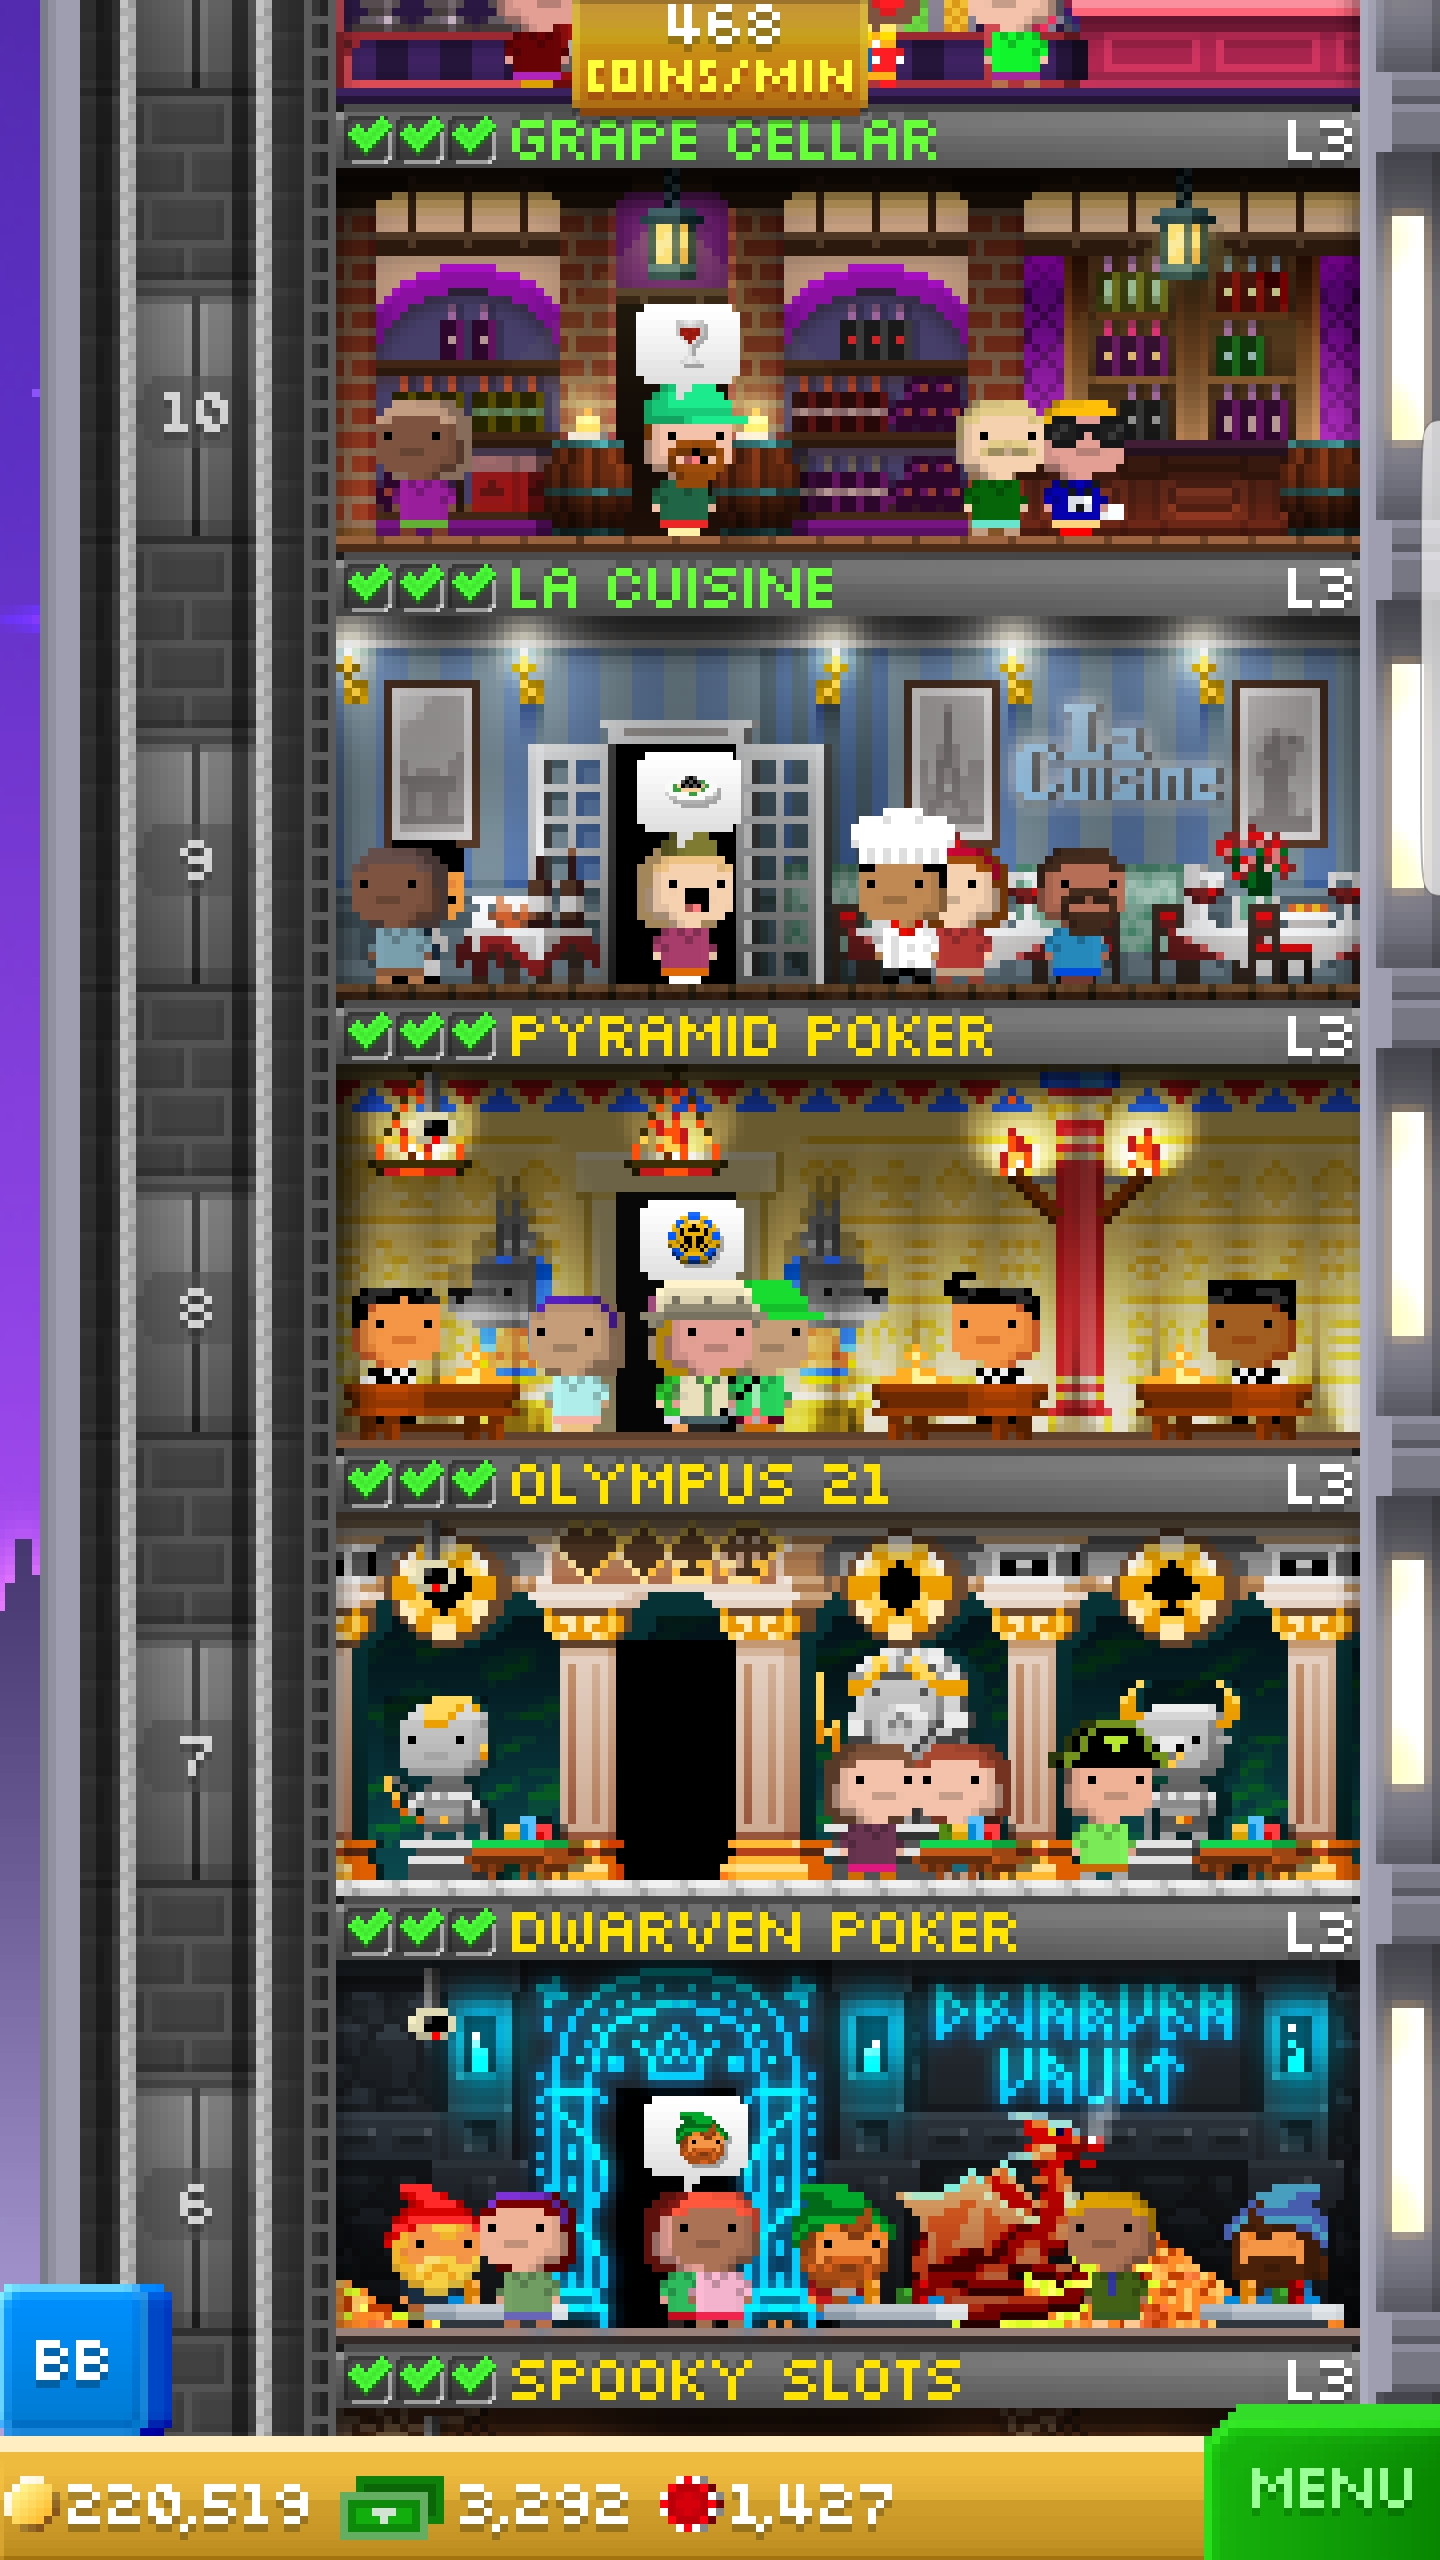 468
COINS/MIN
GRAPE CELLAR L3
10
LA CUISINE L3
La
Cuisine
9
PYRAMID POKER L3
8
OLYMPUS 21 L3
7
DWARVEN POKER L3
DWARVEN
VAULT
6
BB
SPOOKY SLOTS L3
220,519 3,292 1,427
MENU